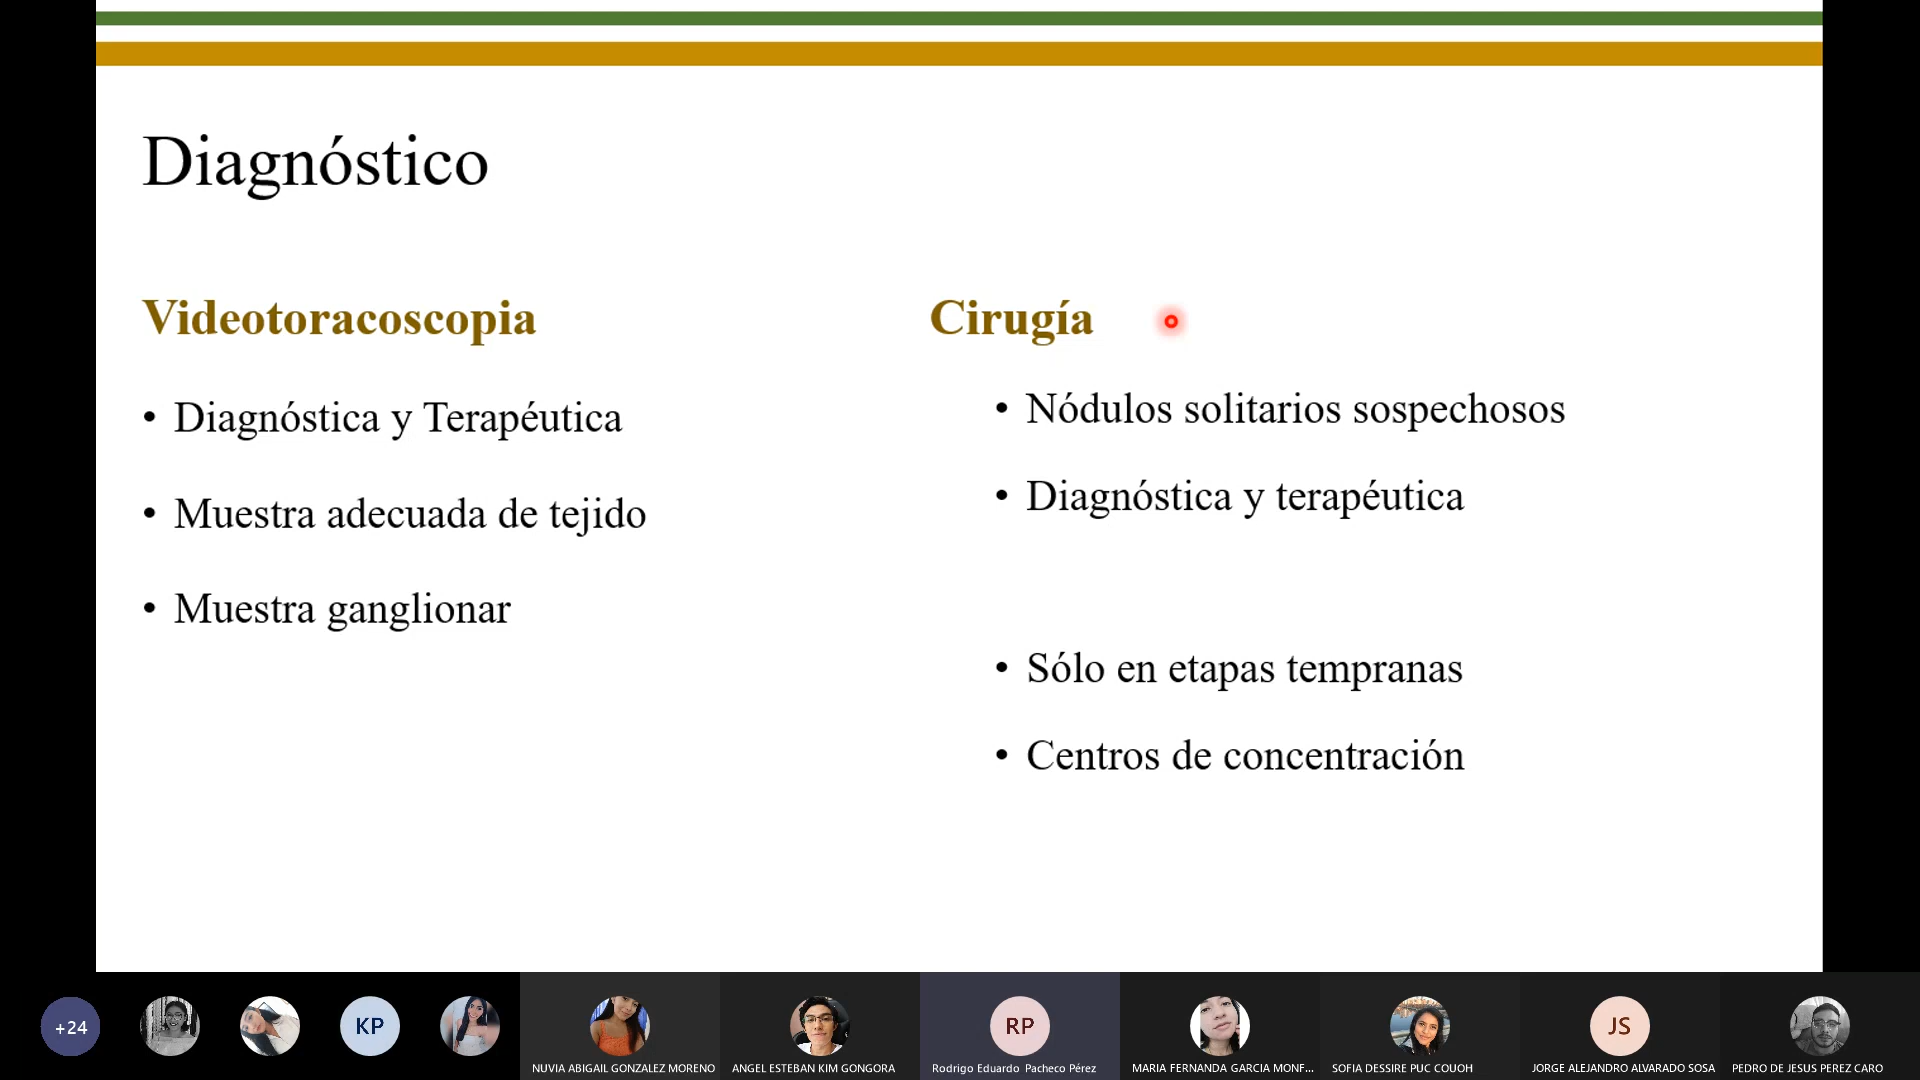 Diagnóstico
Videotoracoscopia
• Diagnóstica y Terapéutica
• Muestra adecuada de tejido
• Muestra ganglionar
Cirugía
• Nódulos solitarios sospechosos
• Diagnóstica y terapéutica
• Sólo en etapas tempranas
• Centros de concentración
+24
KP
NUVIA ABIGAIL GONZALEZ MORENO
ANGEL ESTEBAN KIM GONGORA
RP
Rodrigo Eduardo Pacheco Pérez
MARIA FERNANDA GARCIA MONF...
SOFIA DESSIRE PUC COUOH
JS
JORGE ALEJANDRO ALVARADO SOSA
PEDRO DE JESUS PEREZ CARO